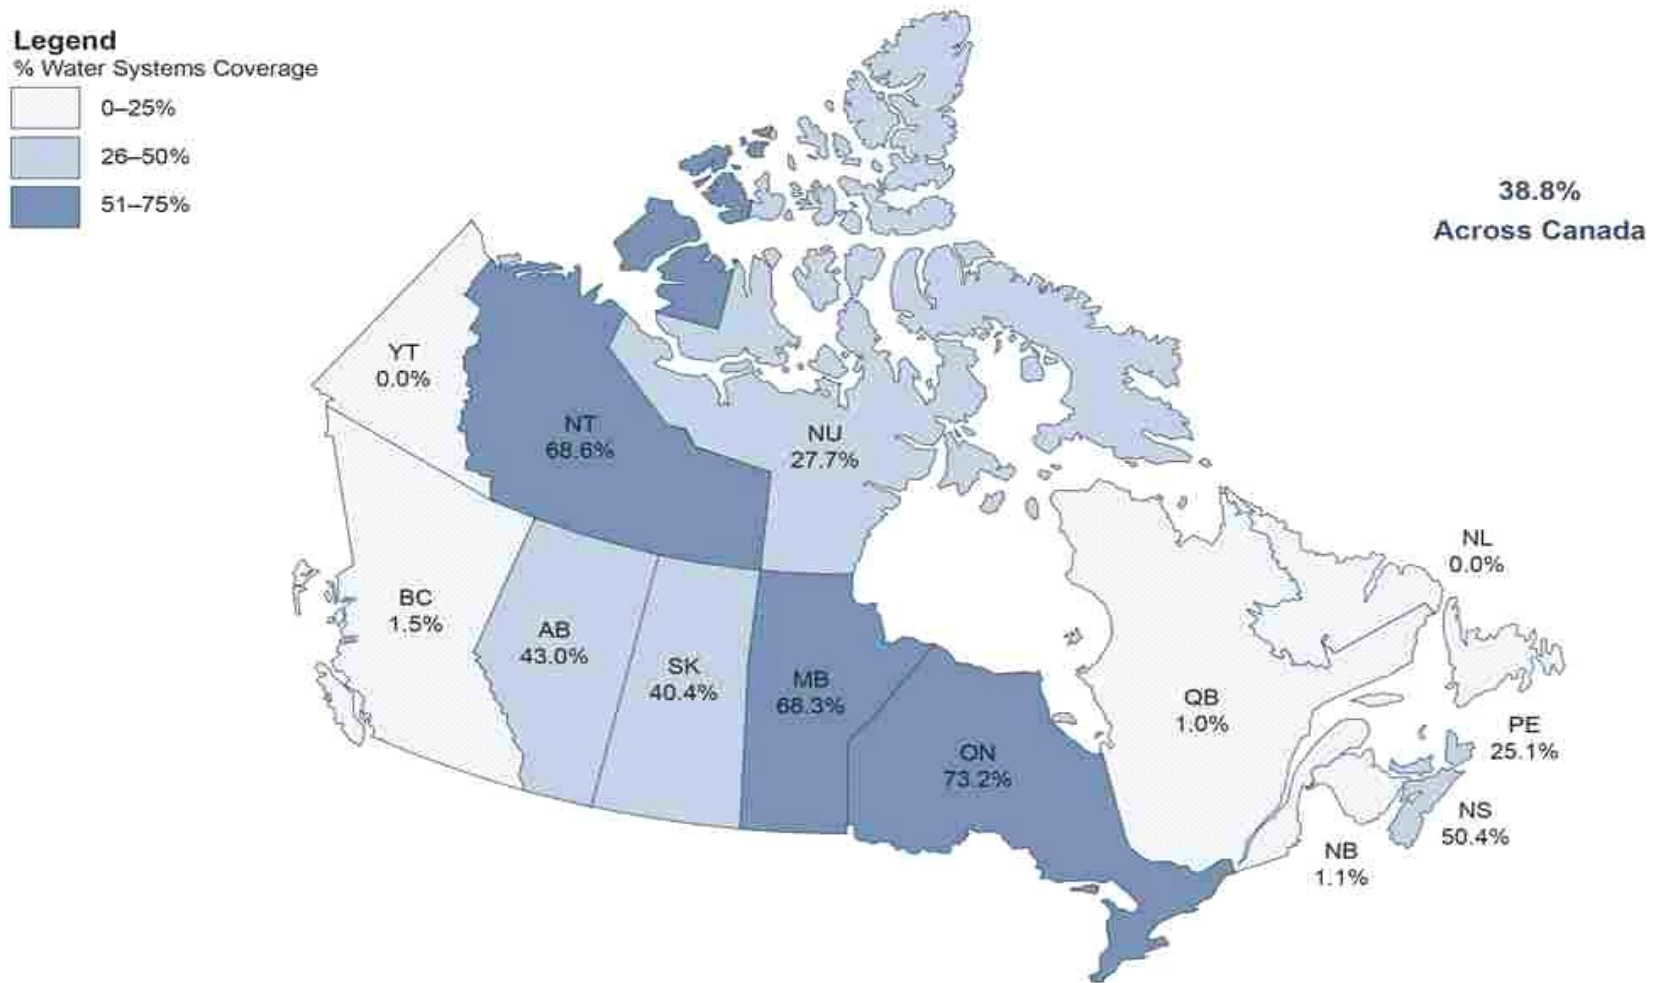 Legend
% Water Systems Coverage
0–25%
26–50%
51–75%
38.8%
Across Canada
YT
0.0%
NT
68.6%
NU
27.7%
NL
0.0%
BC
1.5%
AB
43.0%
SK
40.4%
MB
68.3%
QB
1.0%
ON
73.2%
PE
25.1%
NS
50.4%
NB
1.1%